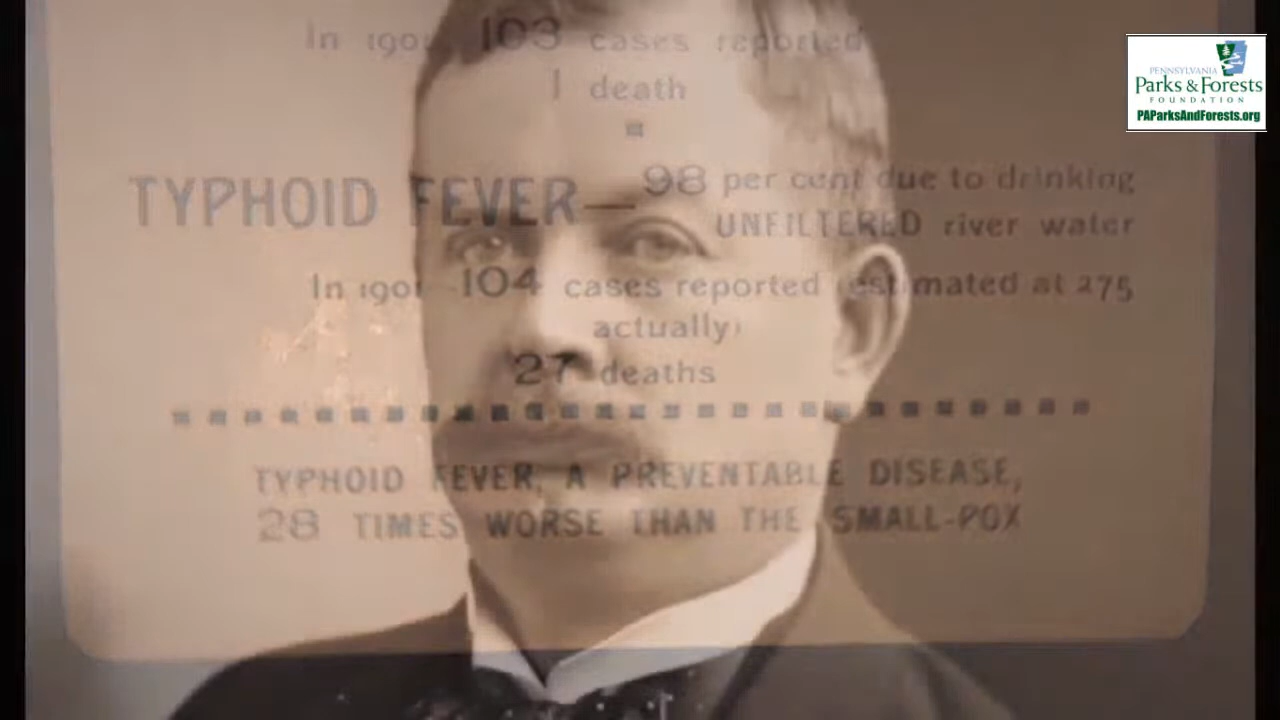 In 1901 103 cases reported
1 death
TYPHOID FEVER— 98 per cent due to drinking
UNFILTERED river water
In 1901 104 cases reported (estimated at 275
actually)
27 deaths
TYPHOID FEVER, A PREVENTABLE DISEASE,
28 TIMES WORSE THAN THE SMALL-POX
PENNSYLVANIA
Parks & Forests
FOUNDATION
PAParksAndForests.org